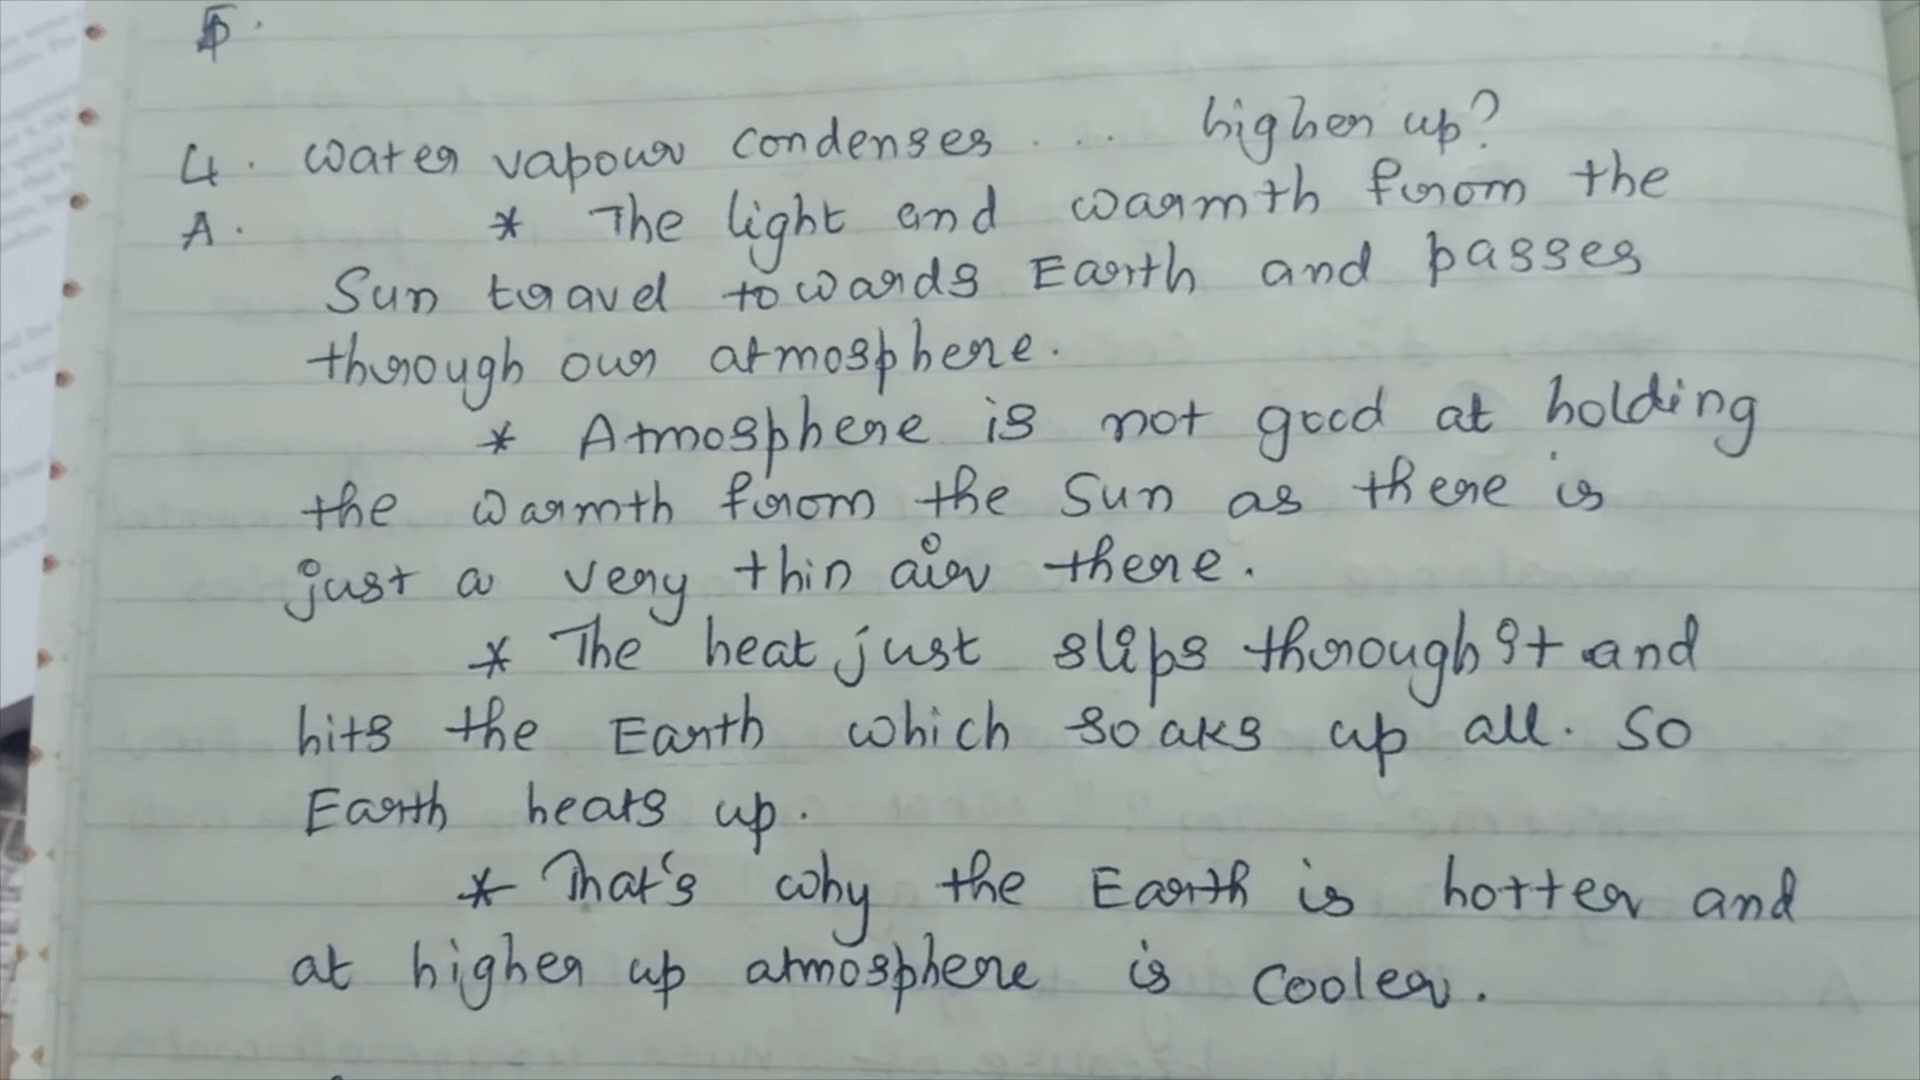 4. Water vapour condenses ... higher up?
A. * The light and warmth from the
Sun travel towards Earth and passes
through our atmosphere.
* Atmosphere is not good at holding
the warmth from the Sun as there is
just a very thin air there.
* The heat just slips through it and
hits the Earth which soaks up all. So
Earth heats up.
* That's why the Earth is hotter and
at higher up atmosphere is cooler.